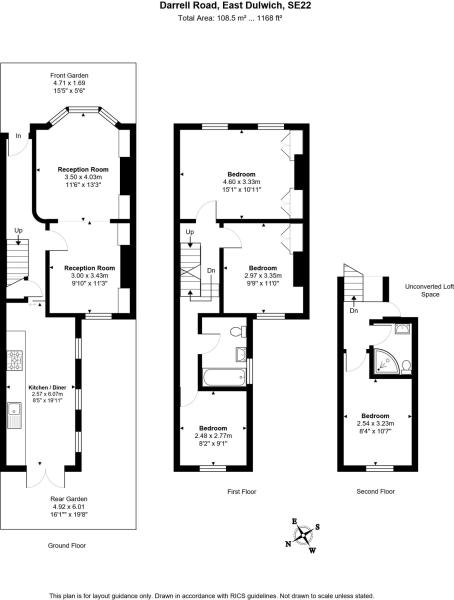 Darrell Road, East Dulwich, SE22
Total Area: 108.5 m² ... 1168 ft²
Front Garden
4.71 x 1.69
15'5" x 5'6"
In
Reception Room
3.50 x 4.03m
11'6" x 13'3"
Up
Reception Room
3.00 x 3.43m
9'10" x 11'3"
Kitchen / Diner
2.57 x 6.07m
8'5" x 19'11"
Rear Garden
4.92 x 6.01
16'1"" x 19'8"
Ground Floor
Bedroom
4.60 x 3.33m
15'1" x 10'11"
Up
Dn
Bedroom
2.97 x 3.35m
9'9" x 11'0"
Bedroom
2.48 x 2.77m
8'2" x 9'1"
First Floor
Unconverted Loft
Space
Dn
Bedroom
2.54 x 3.23m
8'4" x 10'7"
Second Floor
E
S
N
W
This plan is for layout guidance only. Drawn in accordance with RICS guidelines. Not drawn to scale unless stated.